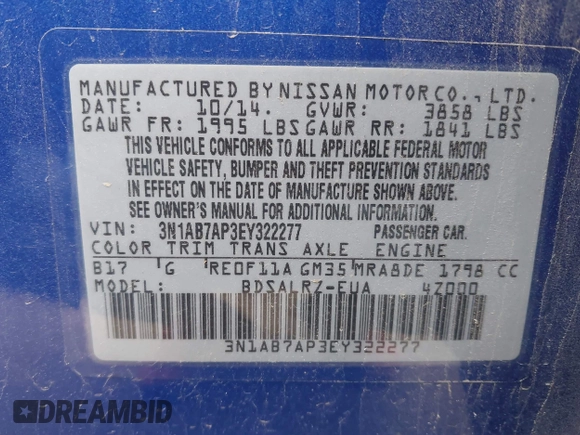 MANUFACTURED BY NISSAN MOTOR CO., LTD.
DATE: 10/14. GVWR: 3858 LBS
GAWR FR: 1995 LBS GAWR RR: 1841 LBS
THIS VEHICLE CONFORMS TO ALL APPLICABLE FEDERAL MOTOR
VEHICLE SAFETY, BUMPER AND THEFT PREVENTION STANDARDS
IN EFFECT ON THE DATE OF MANUFACTURE SHOWN ABOVE.
SEE OWNER'S MANUAL FOR ADDITIONAL INFORMATION.
VIN: 3N1AB7AP3EY322277 PASSENGER CAR.
COLOR TRIM TRANS AXLE ENGINE
B17 G RE0F11A GM35 MRA8DE 1798 CC
MODEL: BDSALRZ-EUA 4Z000
3N1AB7AP3EY322277
DREAMBID